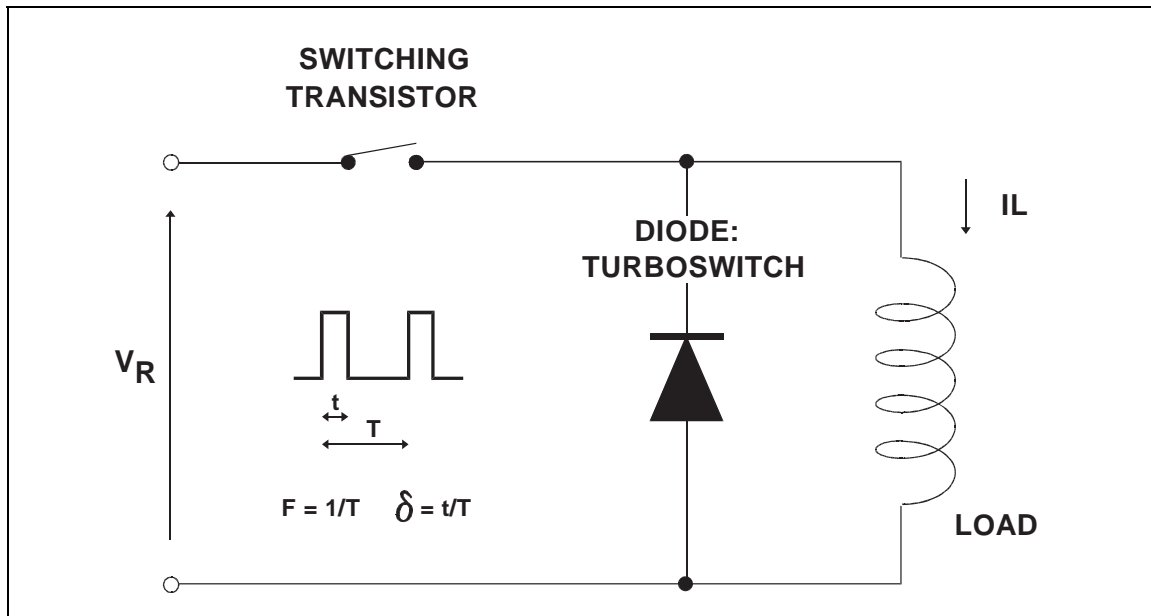 SWITCHING
TRANSISTOR
IL
DIODE:
TURBOSWITCH
VR
t
T
F = 1/T δ = t/T
LOAD